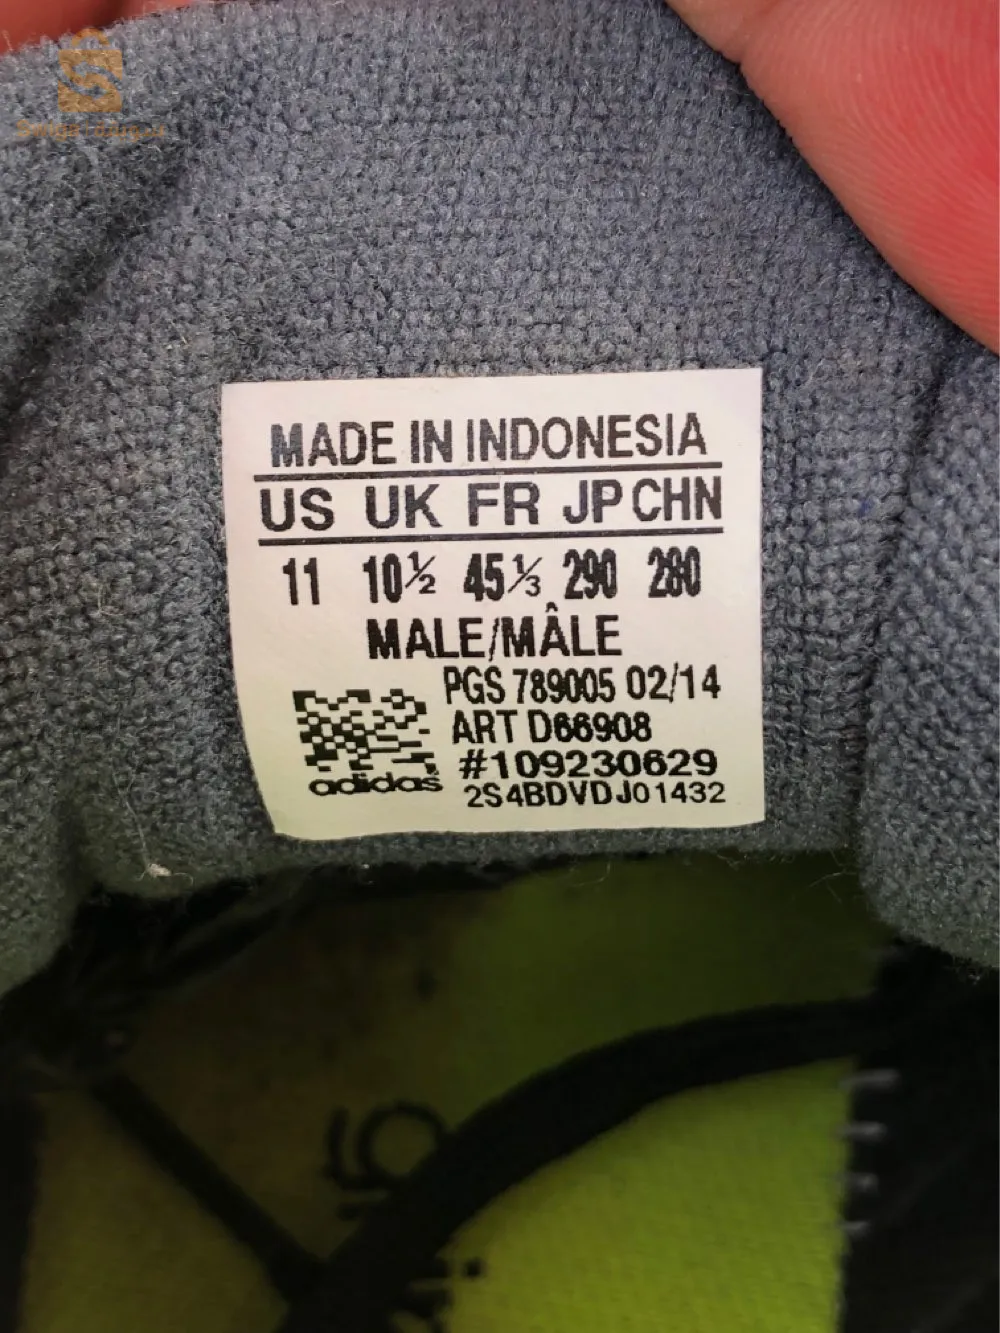 MADE IN INDONESIA
US UK FR JP CHN
11 10½ 45⅓ 290 280
MALE/MÂLE
PGS 789005 02/14
ART D66908
#109230629
2S4BDVDJ01432
adidas